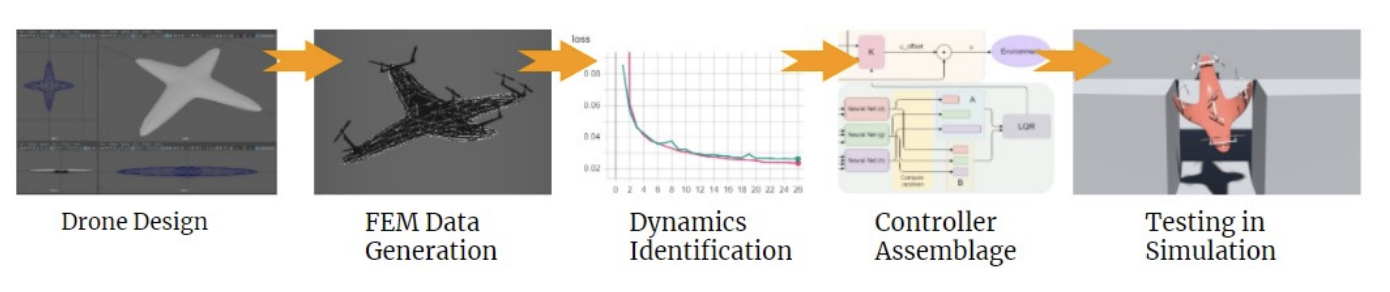 loss
0.08
0.06
0.04
0.02
0 2 4 6 8 10 12 14 16 18 20 22 24 26
K
u_offset
u
Environment
A
LQR
B
Drone Design
FEM Data
Generation
Dynamics
Identification
Controller
Assemblage
Testing in
Simulation